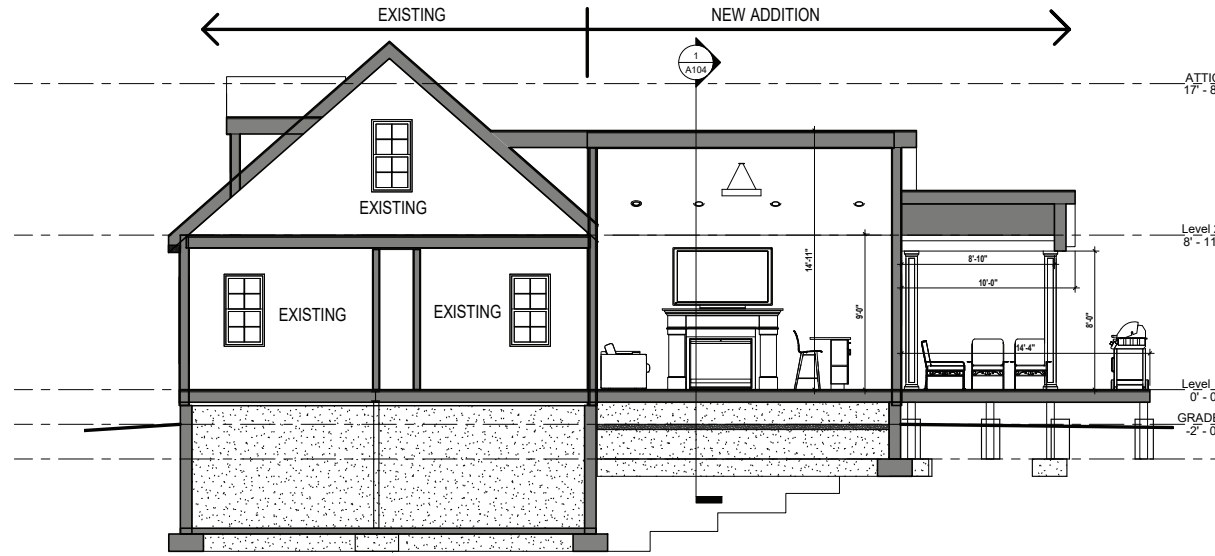 EXISTING
NEW ADDITION
1
A104
ATTIC
17' - 8
EXISTING
Level 2
8' - 11
8'-10"
10'-0"
14'-11"
9'-0"
8'-0"
EXISTING
EXISTING
14'-4"
Level
0' - 0
GRADE
-2' - 0